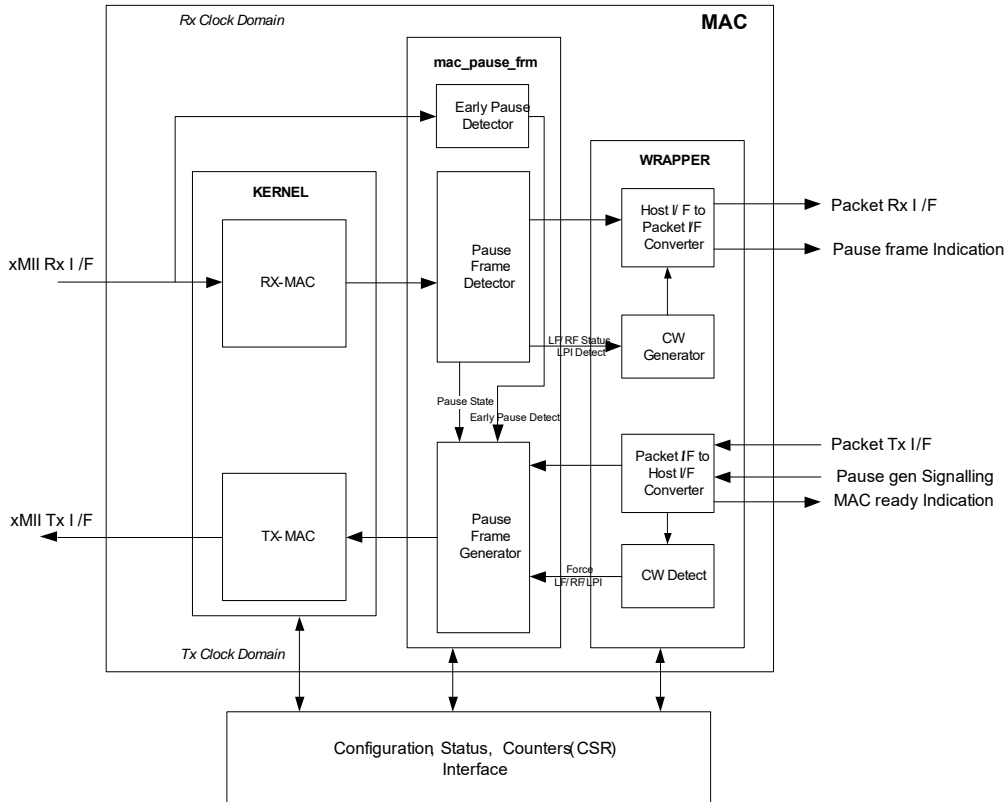 Rx Clock Domain
MAC
mac_pause_frm
Early Pause
Detector
WRAPPER
KERNEL
Host I/ F to
Packet I/F
Converter
Packet Rx I /F
Pause frame Indication
xMII Rx I /F
RX-MAC
Pause
Frame
Detector
LF/ RF Status
LPI Detect
CW
Generator
Pause State
Early Pause Detect
Packet I/F to
Host I/F
Converter
Packet Tx I/F
Pause gen Signalling
MAC ready Indication
xMII Tx I /F
TX-MAC
Pause
Frame
Generator
Force
LF/ RF/ LPI
CW Detect
Tx Clock Domain
Configuration, Status, Counters(CSR)
Interface